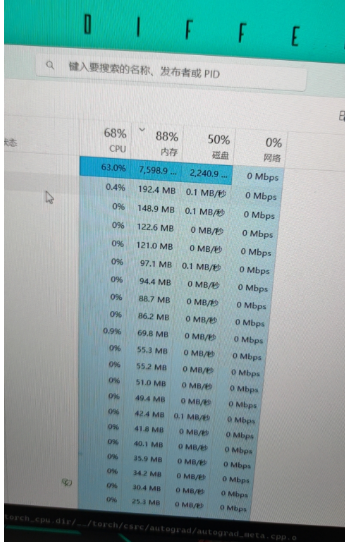 D I F F E
键入要搜索的名称、发布者或 PID
状态
68% 88% 50% 0%
CPU 内存 磁盘 网络
63.0% 7,598.9 ... 2,240.9 ... 0 Mbps
0.4% 192.4 MB 0.1 MB/秒 0 Mbps
0% 148.9 MB 0.1 MB/秒 0 Mbps
0% 122.6 MB 0 MB/秒 0 Mbps
0% 121.0 MB 0 MB/秒 0 Mbps
0% 97.1 MB 0.1 MB/秒 0 Mbps
0% 94.4 MB 0 MB/秒 0 Mbps
0% 88.7 MB 0 MB/秒 0 Mbps
0% 86.2 MB 0 MB/秒 0 Mbps
0.9% 69.8 MB 0 MB/秒 0 Mbps
0% 55.3 MB 0 MB/秒 0 Mbps
0% 55.2 MB 0 MB/秒 0 Mbps
0% 51.0 MB 0 MB/秒 0 Mbps
0% 49.4 MB 0 MB/秒 0 Mbps
0% 42.4 MB 0.1 MB/秒 0 Mbps
0% 41.8 MB 0 MB/秒 0 Mbps
0% 40.1 MB 0 MB/秒 0 Mbps
0% 35.9 MB 0 MB/秒 0 Mbps
0% 34.2 MB 0 MB/秒 0 Mbps
0% 30.4 MB 0 MB/秒 0 Mbps
0% 25.3 MB 0 MB/秒 0 Mbps
torch_cpu.dir/__/torch/csrc/autograd/autograd_meta.cpp.o